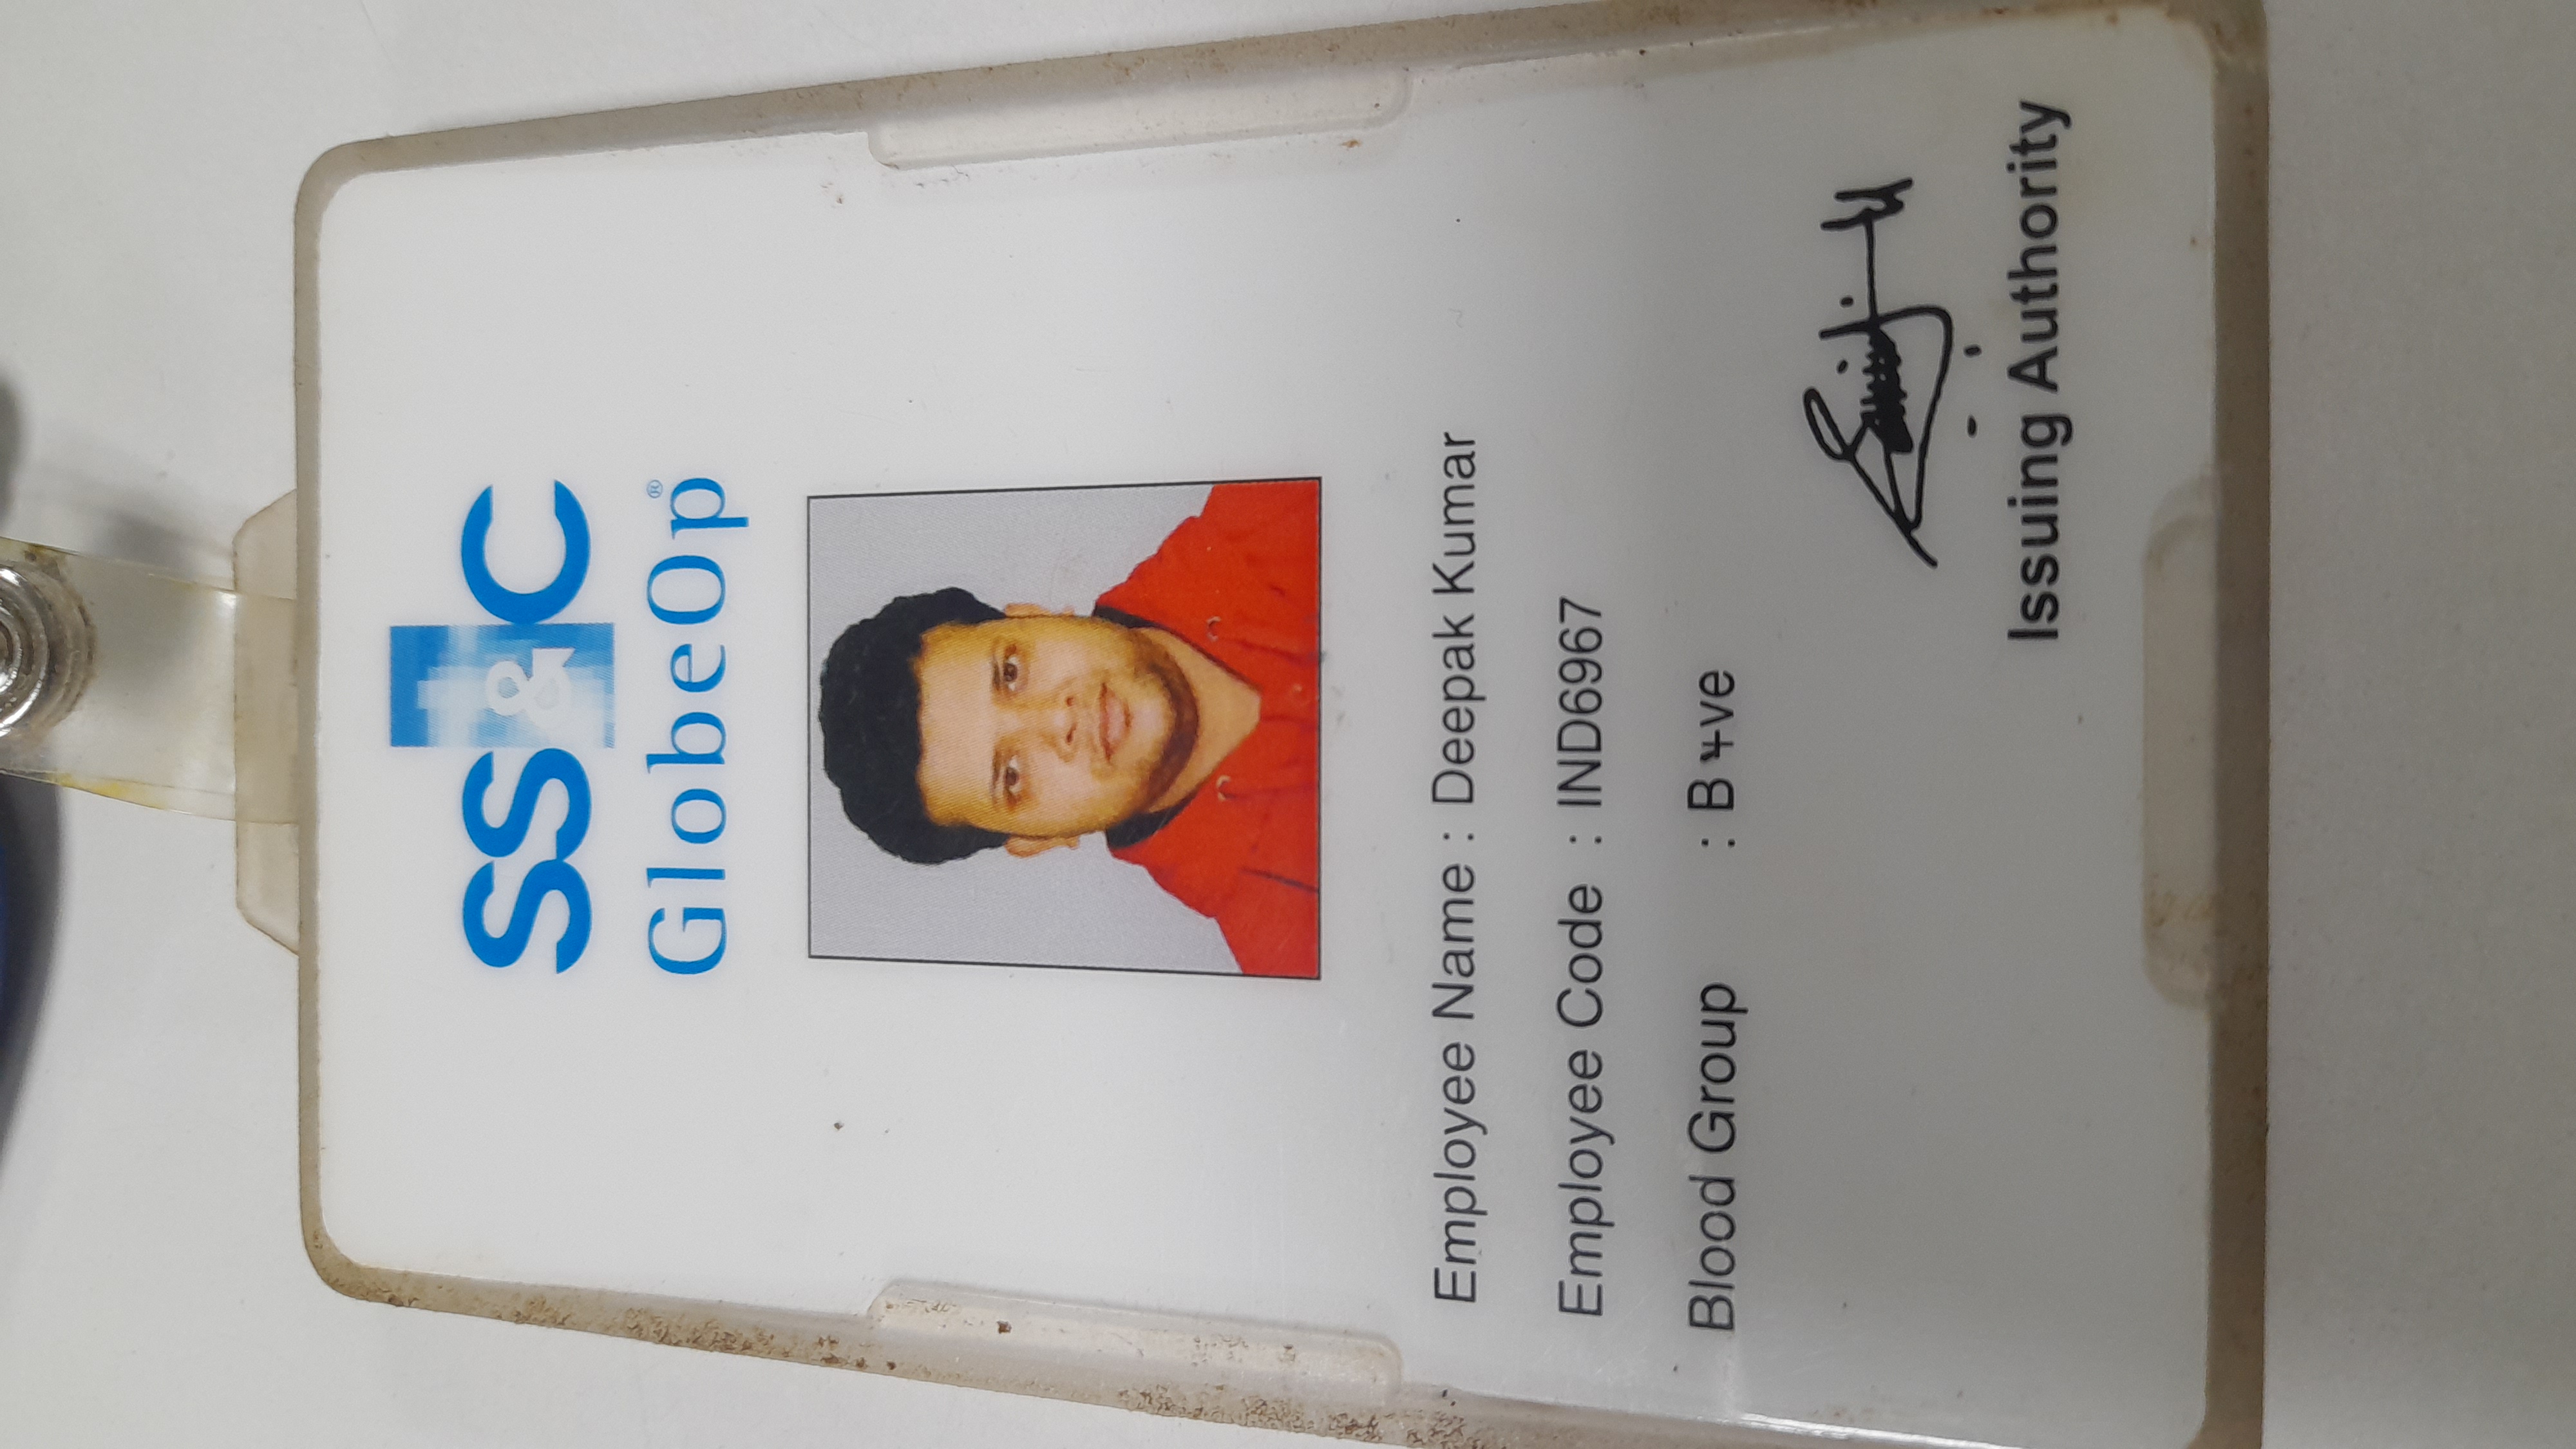 SS&C
GlobeOp®
Employee Name : Deepak Kumar
Employee Code : IND6967
Blood Group : B +ve
Issuing Authority